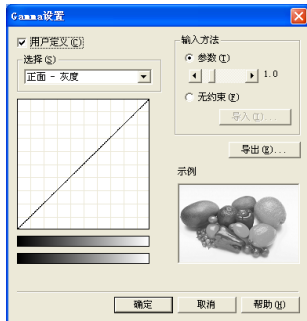 Gamma设置
用户定义(C)
选择(S)
正面 - 灰度
输入方法
参数(T)
1.0
无约束(F)
导入(I)...
导出(E)...
示例
确定
取消
帮助(H)